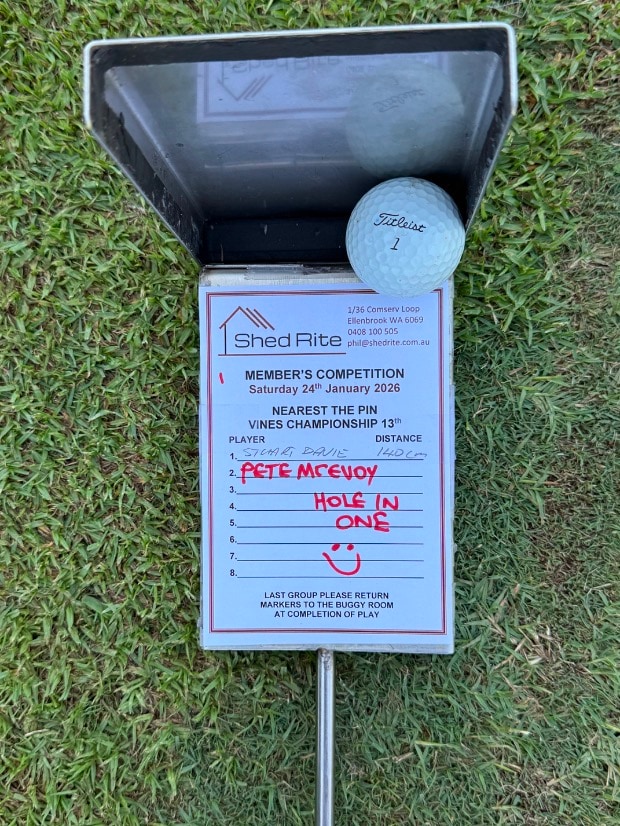 Titleist
1
Shed Rite
1/36 Comserv Loop
Ellenbrook WA 6069
0408 100 505
phil@shedrite.com.au
MEMBER'S COMPETITION
Saturday 24th January 2026
NEAREST THE PIN
VINES CHAMPIONSHIP 13th
PLAYER DISTANCE
1. STUART DAVIE 140cm
2. PETE McEVOY
3.
4. HOLE IN
5. ONE
6.
7.
8.
LAST GROUP PLEASE RETURN
MARKERS TO THE BUGGY ROOM
AT COMPLETION OF PLAY